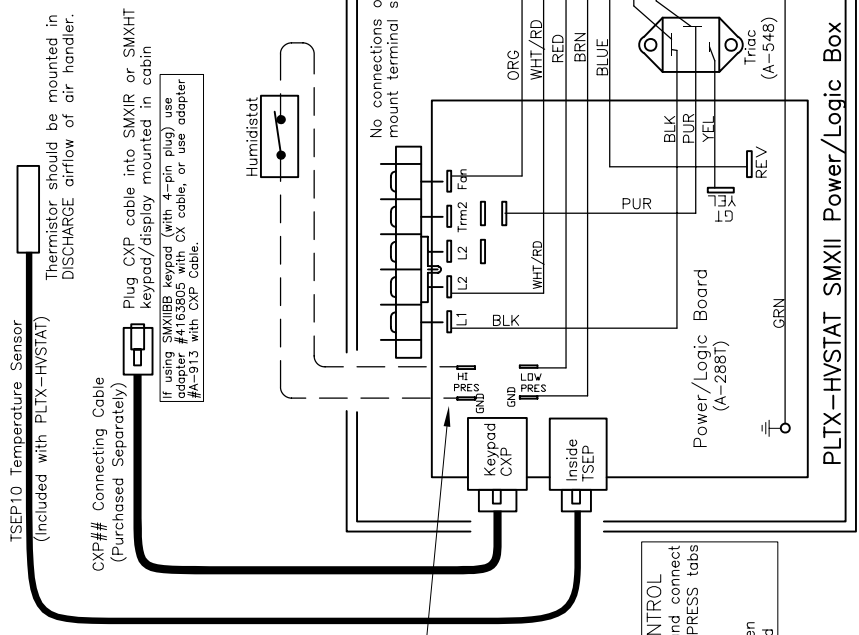 TSEP10 Temperature Sensor
(Included with PLTX-HVSTAT)
Thermistor should be mounted in
DISCHARGE airflow of air handler.
CXP## Connecting Cable
(Purchased Separately)
Plug CXP cable into SMXIR or SMXHT
keypad/display mounted in cabin
If using SMXIIBB keypad (with 4-pin plug) use
adapter #4163805 with CX cable, or use adapter
#A-913 with CXP Cable.
Humidistat
No connections o
mount terminal s
ORG
WHT/RD
RED
BRN
BLUE
Triac
(A-548)
BLK
PUR
YEL
Fan
Trm2
L2
L2
L1
PUR
WHT/RD
BLK
REV
GT
YEL
HI
PRES
GND
LOW
PRES
GND
Keypad
CXP
Inside
TSEP
Power/Logic Board
(A-288T)
GRN
PLTX-HVSTAT SMXII Power/Logic Box
NTROL
nd connect
PRESS tabs
en
d